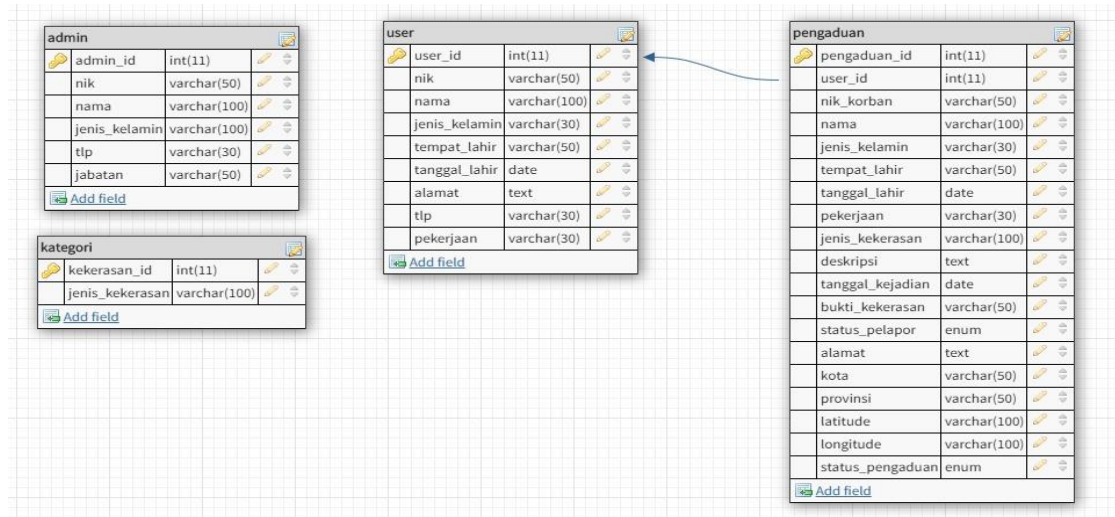 admin
admin_id int(11)
nik varchar(50)
nama varchar(100)
jenis_kelamin varchar(100)
tlp varchar(30)
jabatan varchar(50)
Add field
kategori
kekerasan_id int(11)
jenis_kekerasan varchar(100)
Add field
user
user_id int(11)
nik varchar(50)
nama varchar(100)
jenis_kelamin varchar(30)
tempat_lahir varchar(50)
tanggal_lahir date
alamat text
tlp varchar(30)
pekerjaan varchar(30)
Add field
pengaduan
pengaduan_id int(11)
user_id int(11)
nik_korban varchar(50)
nama varchar(100)
jenis_kelamin varchar(30)
tempat_lahir varchar(50)
tanggal_lahir date
pekerjaan varchar(30)
jenis_kekerasan varchar(100)
deskripsi text
tanggal_kejadian date
bukti_kekerasan varchar(50)
status_pelapor enum
alamat text
kota varchar(50)
provinsi varchar(50)
latitude varchar(100)
longitude varchar(100)
status_pengaduan enum
Add field